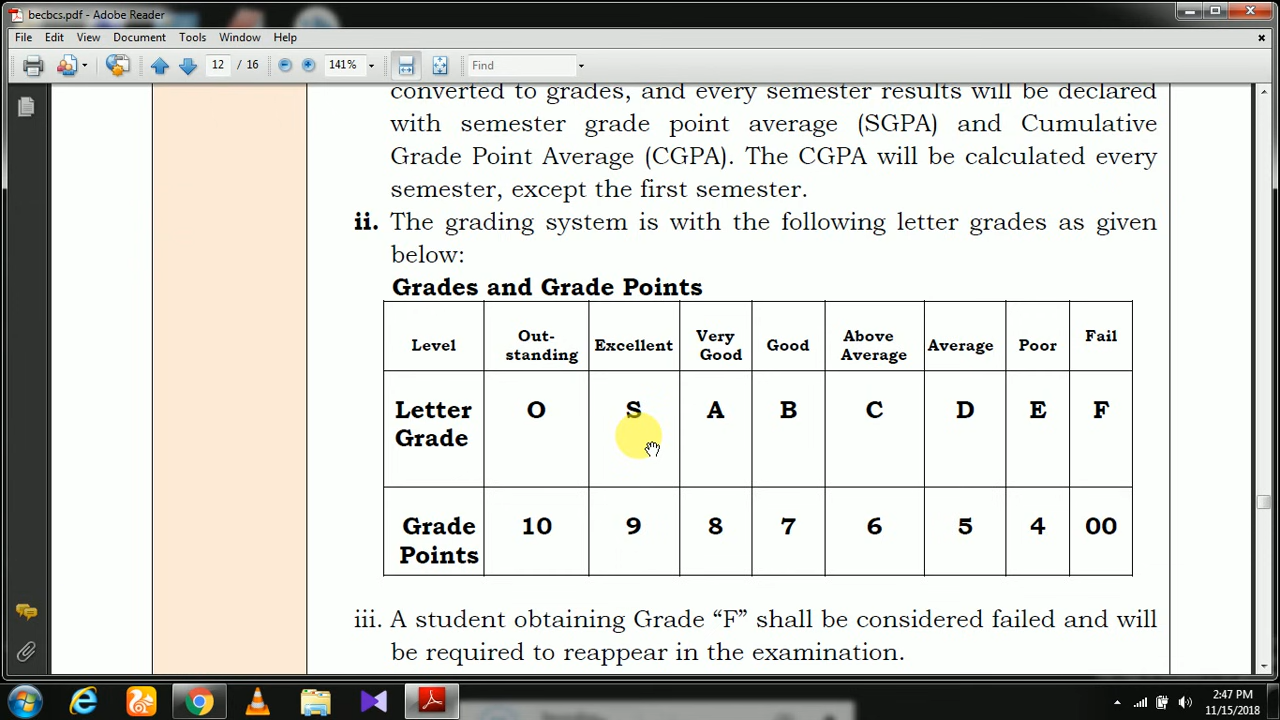 becbcs.pdf - Adobe Reader
File Edit View Document Tools Window Help
12 / 16 141% Find
converted to grades, and every semester results will be declared
with semester grade point average (SGPA) and Cumulative
Grade Point Average (CGPA). The CGPA will be calculated every
semester, except the first semester.
ii. The grading system is with the following letter grades as given
below:
Grades and Grade Points
Level Out-standing Excellent Very Good Good Above Average Average Poor Fail
Letter Grade O S A B C D E F
Grade Points 10 9 8 7 6 5 4 00
iii. A student obtaining Grade “F” shall be considered failed and will
be required to reappear in the examination.
2:47 PM
11/15/2018